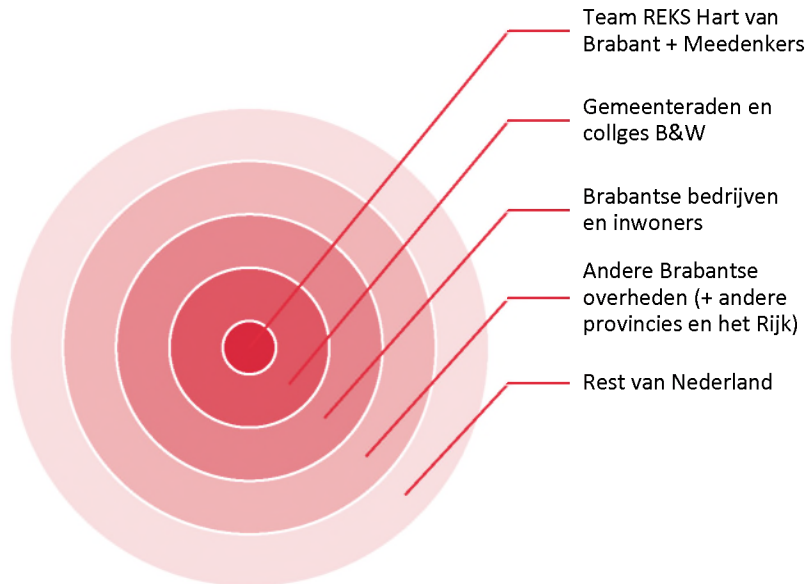 Team REKS Hart van
Brabant + Meedenkers
Gemeenteraden en
collges B&W
Brabantse bedrijven
en inwoners
Andere Brabantse
overheden (+ andere
provincies en het Rijk)
Rest van Nederland